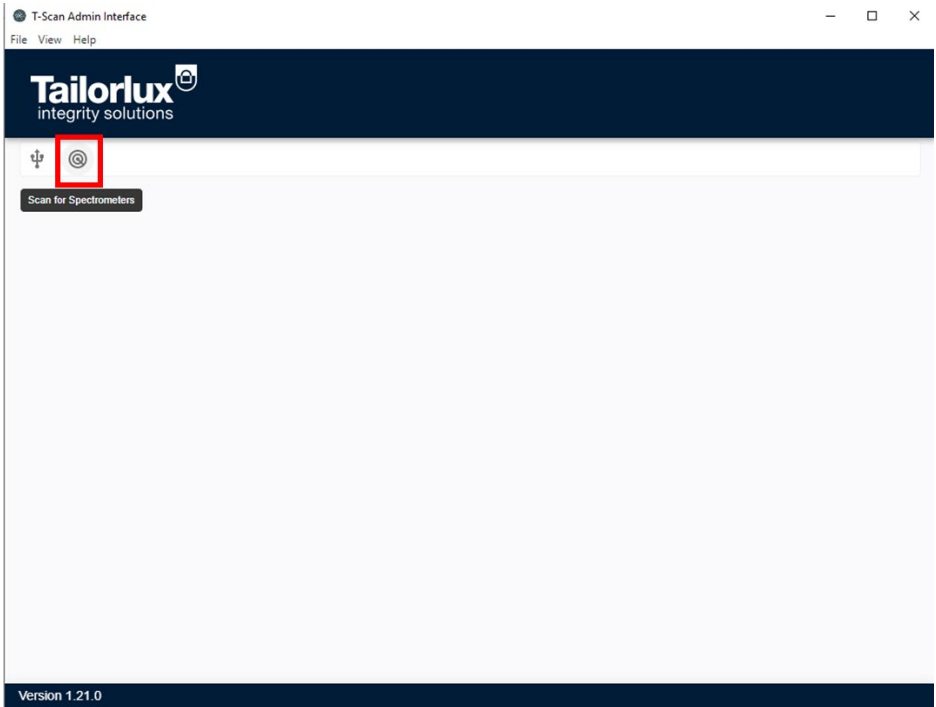 T-Scan Admin Interface
File View Help
Tailorlux
integrity solutions
Scan for Spectrometers
Version 1.21.0